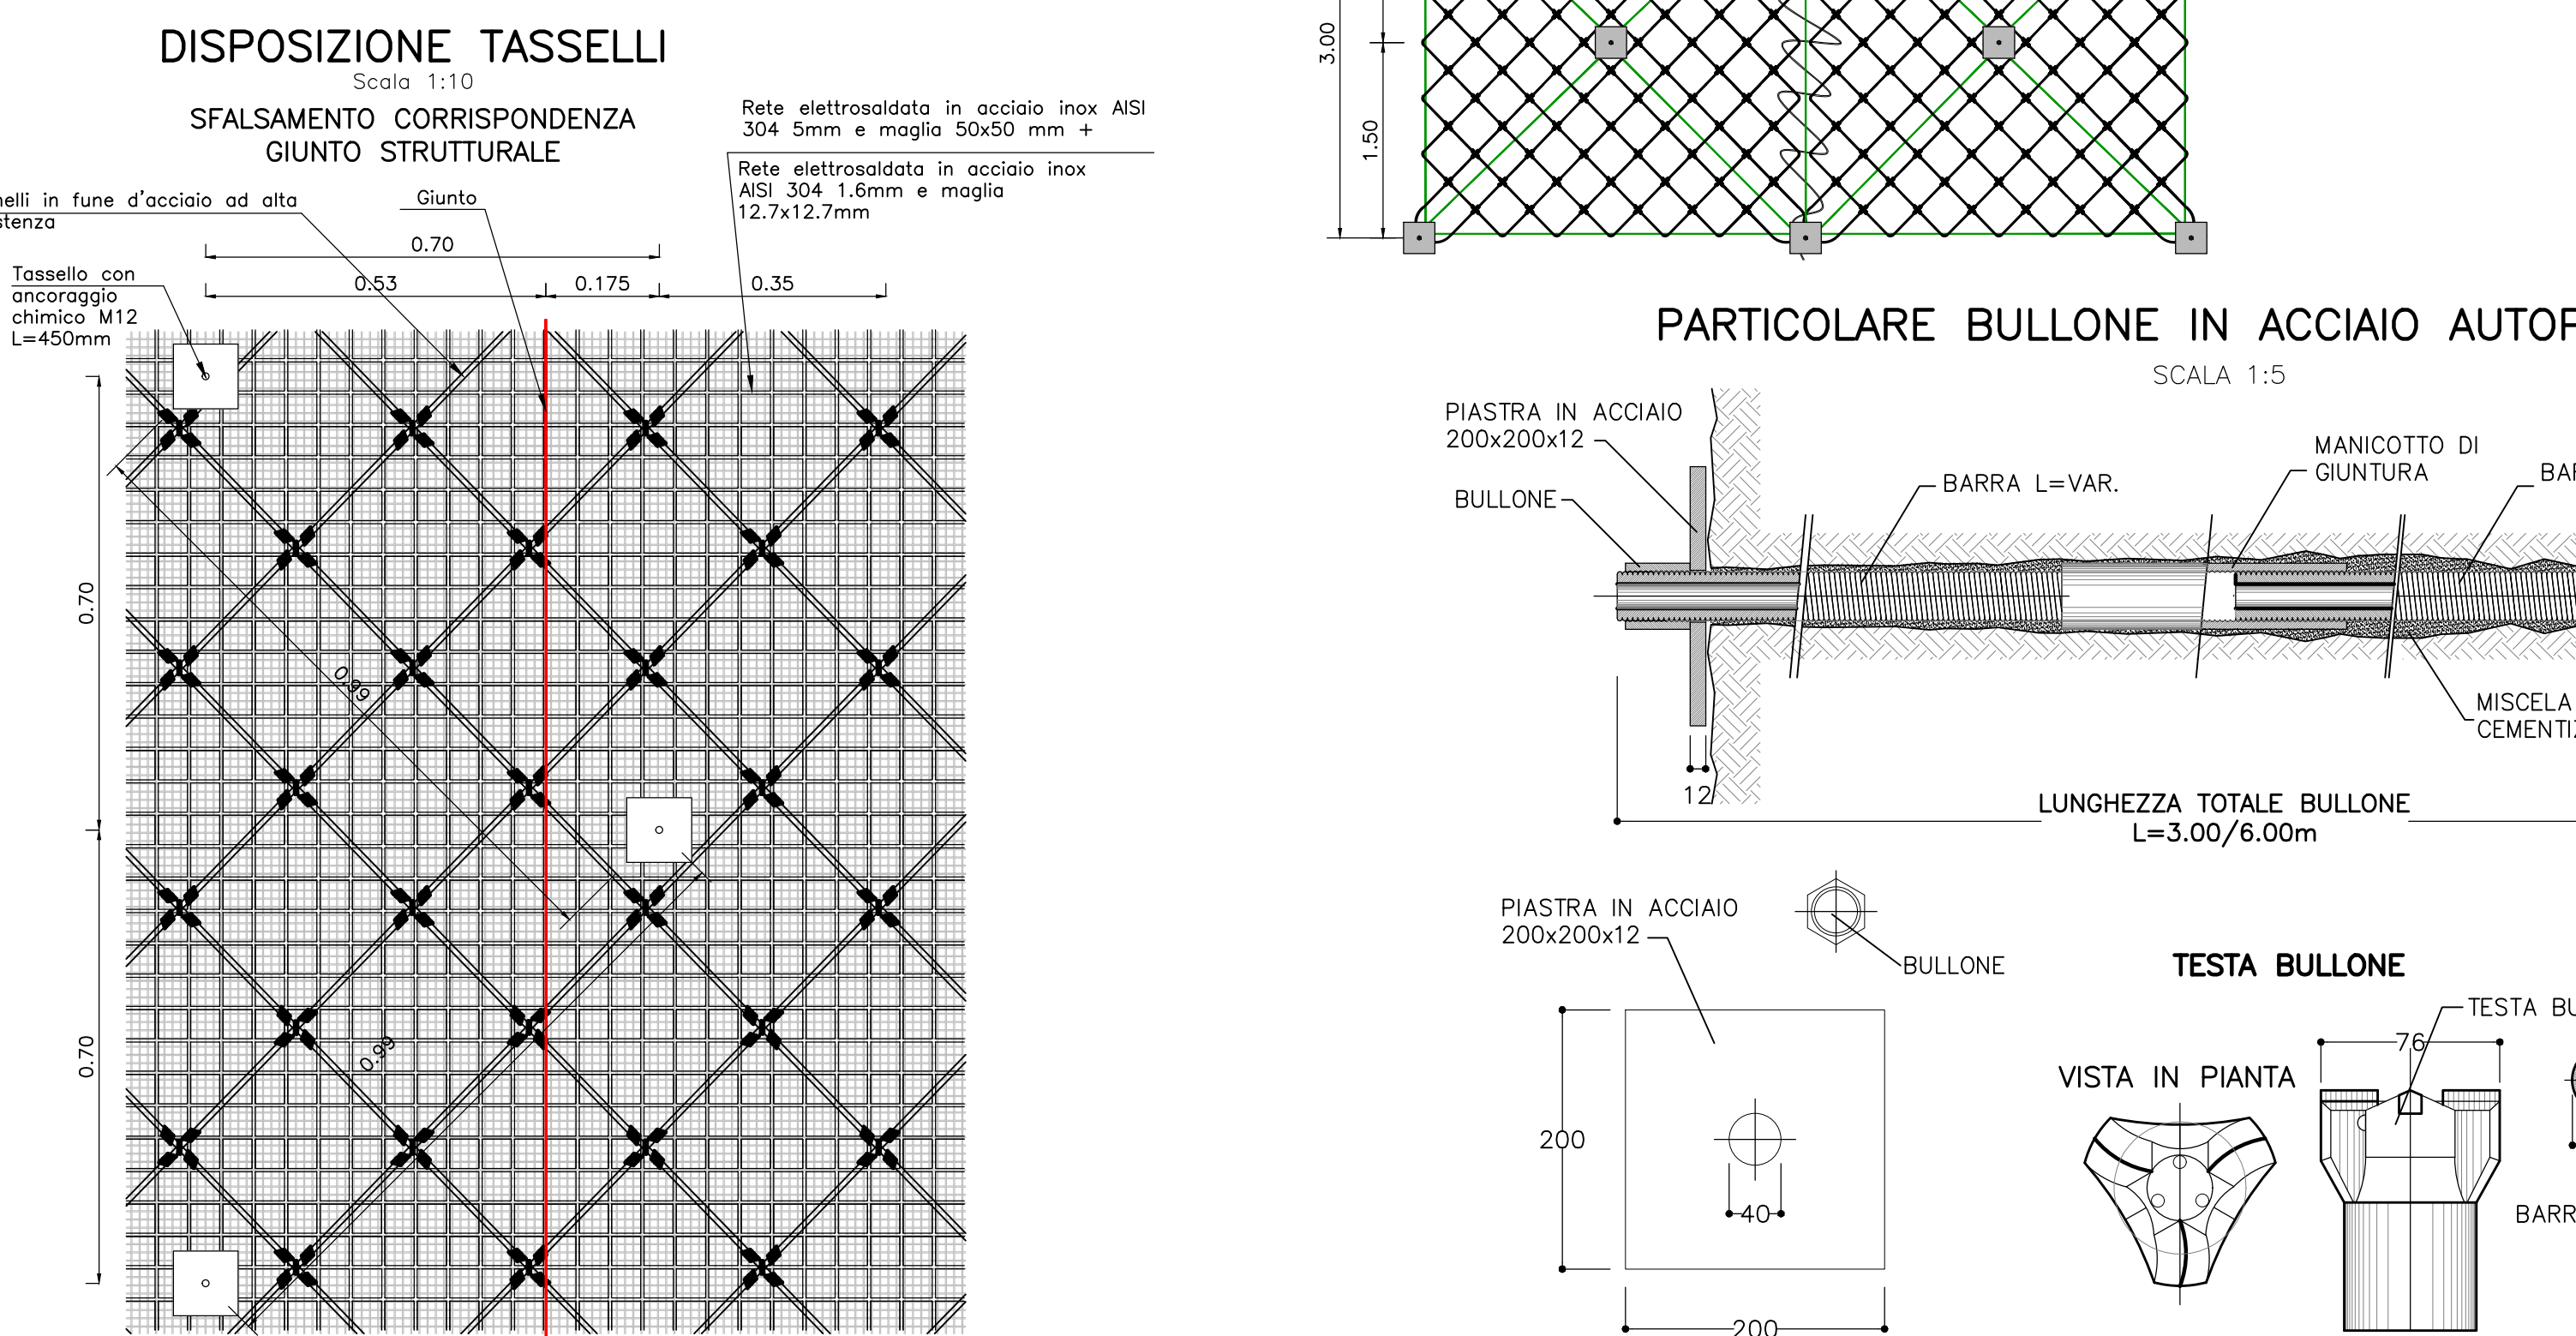 DISPOSIZIONE TASSELLI
Scala 1:10
SFALSAMENTO CORRISPONDENZA
GIUNTO STRUTTURALE
Rete elettrosaldata in acciaio inox AISI
304 5mm e maglia 50x50 mm +
Rete elettrosaldata in acciaio inox
AISI 304 1.6mm e maglia
12.7x12.7mm
nelli in fune d'acciaio ad alta
stenza
Giunto
0.70
Tassello con
ancoraggio
chimico M12
L=450mm
0.53
0.175
0.35
0.70
0.99
0.99
0.70
3.00
1.50
PARTICOLARE BULLONE IN ACCIAIO AUTOF
SCALA 1:5
PIASTRA IN ACCIAIO
200x200x12
BULLONE
BARRA L=VAR.
MANICOTTO DI
GIUNTURA
BAR
MISCELA
CEMENTIZ
12
LUNGHEZZA TOTALE BULLONE
L=3.00/6.00m
PIASTRA IN ACCIAIO
200x200x12
BULLONE
200
40
200
TESTA BULLONE
TESTA BU
76
VISTA IN PIANTA
BARR